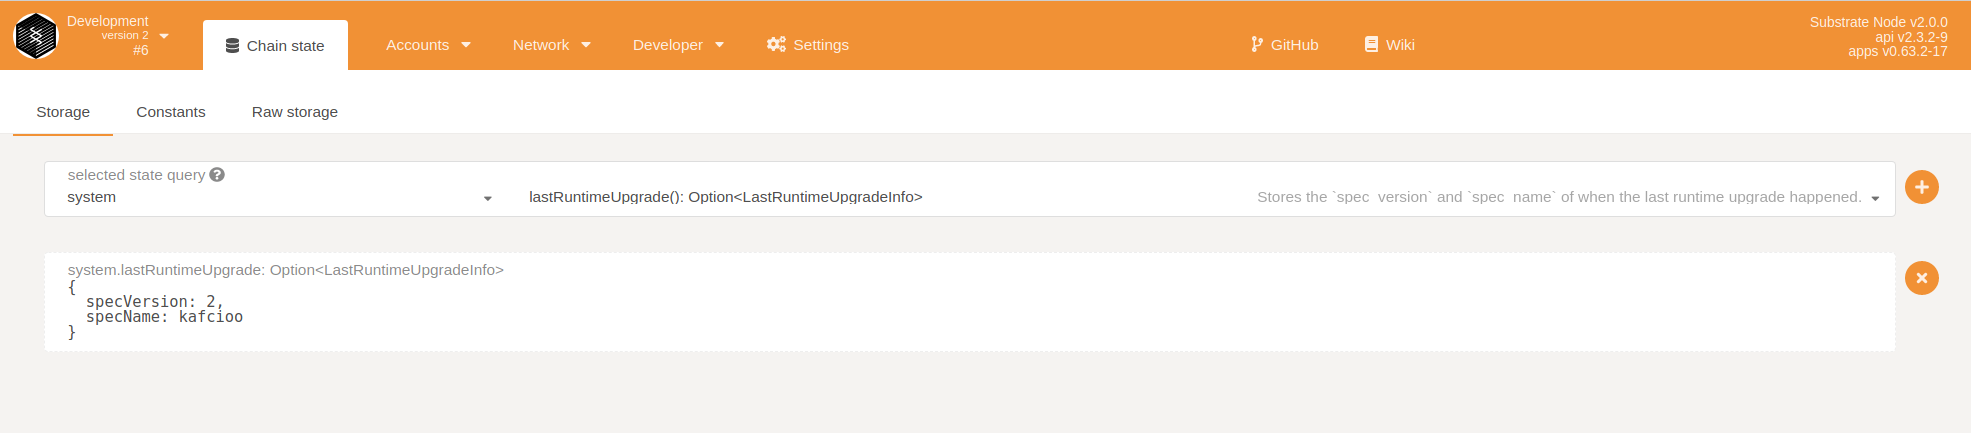 Development
version 2
#6
Chain state
Accounts
Network
Developer
Settings
GitHub
Wiki
Substrate Node v2.0.0
api v2.3.2-9
apps v0.63.2-17
Storage
Constants
Raw storage
selected state query
system
lastRuntimeUpgrade(): Option<LastRuntimeUpgradeInfo>
Stores the `spec_version` and `spec_name` of when the last runtime upgrade happened.
system.lastRuntimeUpgrade: Option<LastRuntimeUpgradeInfo>
{
specVersion: 2,
specName: kafcioo
}